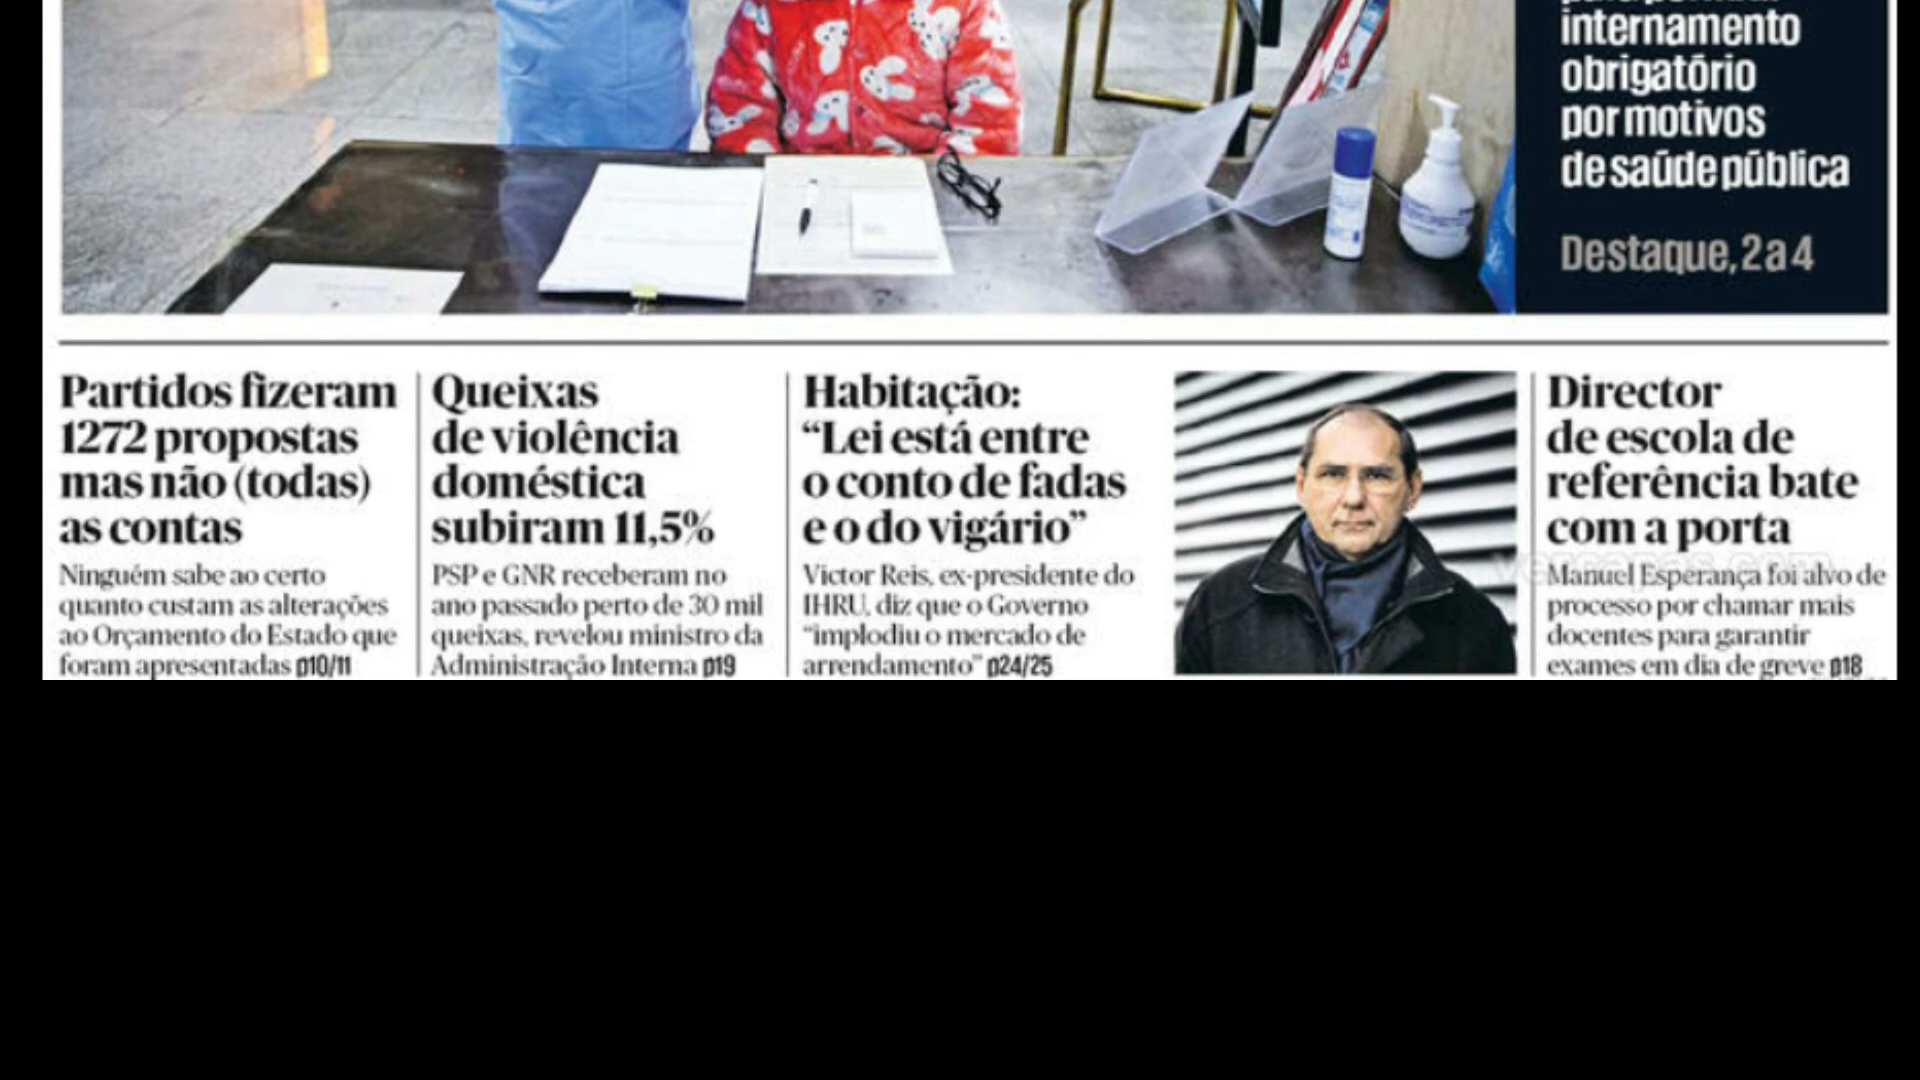 internamento
obrigatório
por motivos
de saúde pública
Destaque, 2 a 4
Partidos fizeram
1272 propostas
mas não (todas)
as contas
Ninguém sabe ao certo
quanto custam as alterações
ao Orçamento do Estado que
foram apresentadas p10/11
Queixas
de violência
doméstica
subiram 11,5%
PSP e GNR receberam no
ano passado perto de 30 mil
queixas, revelou ministro da
Administração Interna p19
Habitação:
“Lei está entre
o conto de fadas
e o do vigário”
Victor Reis, ex-presidente do
IHRU, diz que o Governo
“implodiu o mercado de
arrendamento” p24/25
Director
de escola de
referência bate
com a porta
Manuel Esperança foi alvo de
processo por chamar mais
docentes para garantir
exames em dia de greve p18